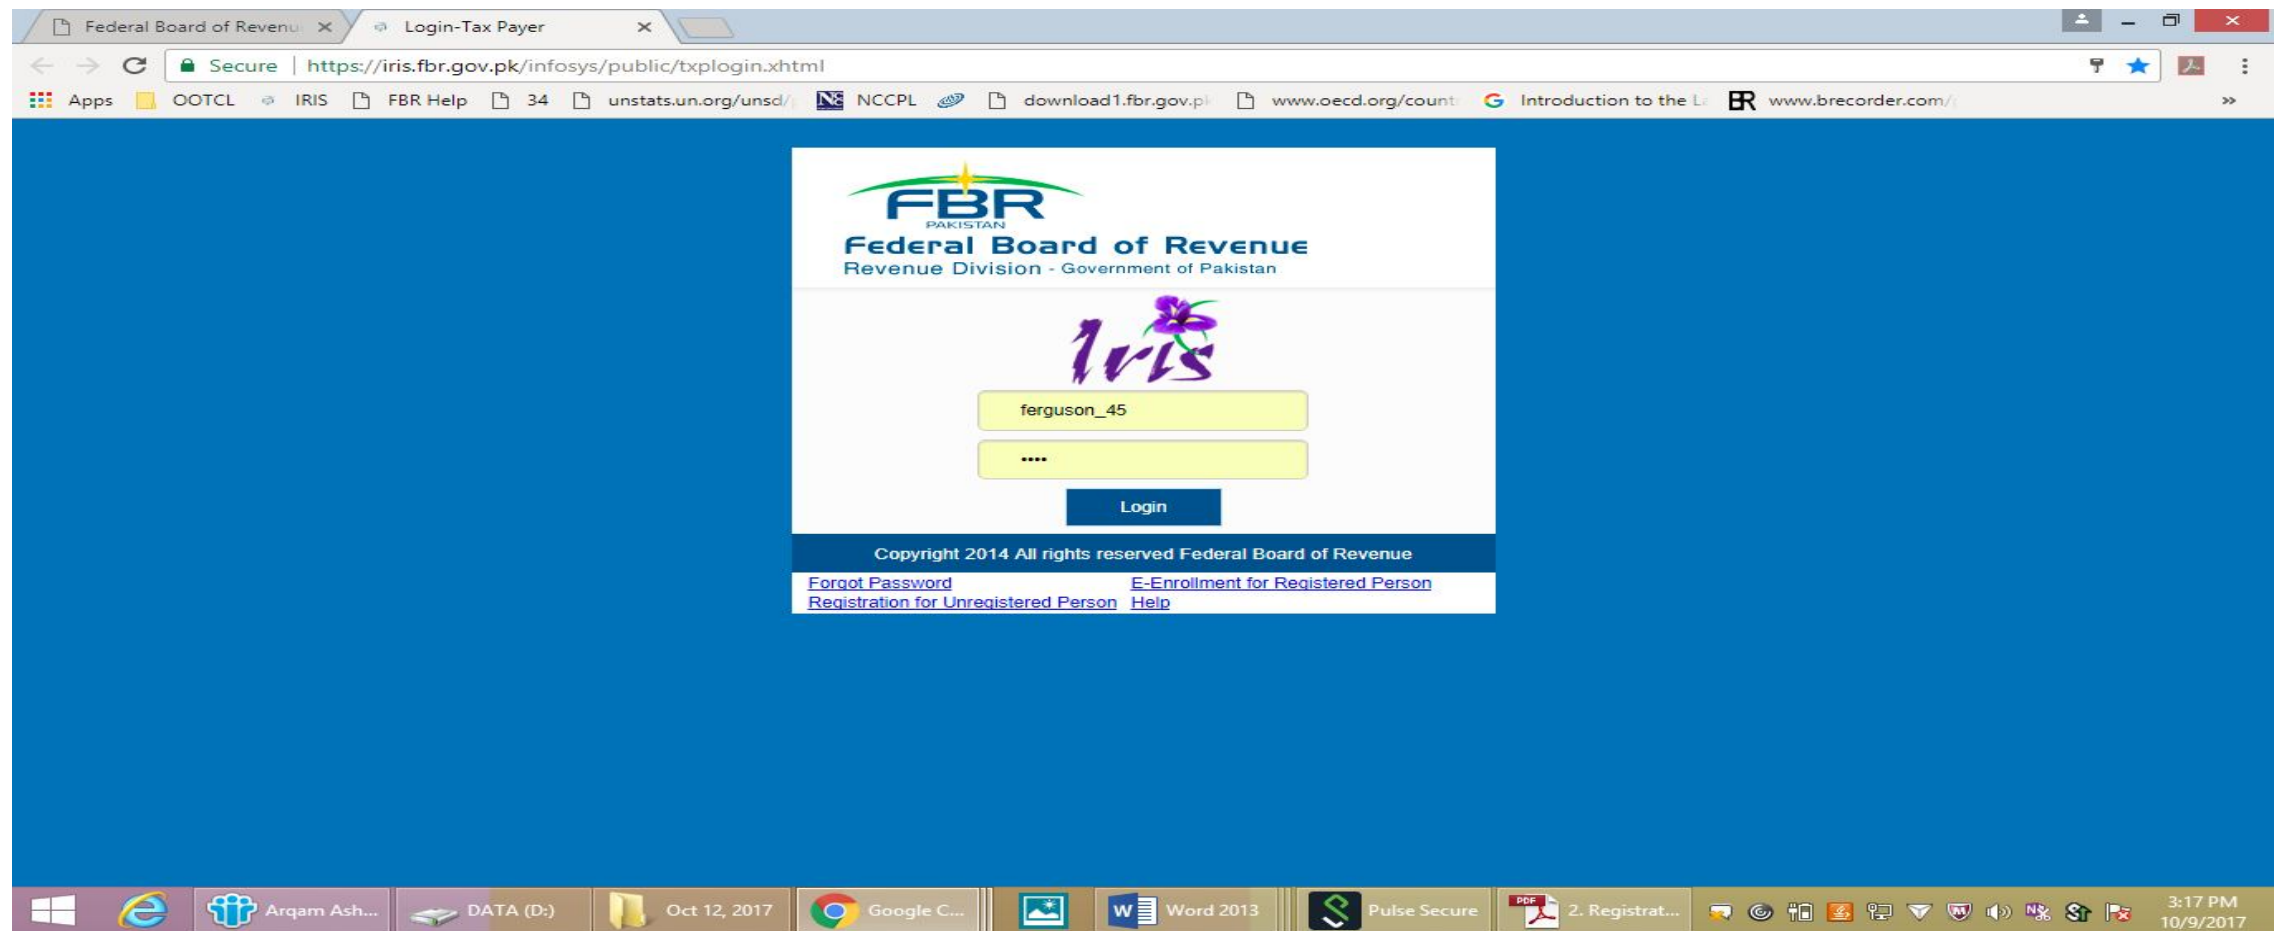 Federal Board of Revenu
Login-Tax Payer
Secure | https://iris.fbr.gov.pk/infosys/public/txplogin.xhtml
Apps OOTCL IRIS FBR Help 34 unstats.un.org/unsd/ NCCPL download1.fbr.gov.p www.oecd.org/count Introduction to the L BR www.brecorder.com/ »
FBR
PAKISTAN
Federal Board of Revenue
Revenue Division - Government of Pakistan
Iris
ferguson_45
••••
Login
Copyright 2014 All rights reserved Federal Board of Revenue
Forgot Password E-Enrollment for Registered Person
Registration for Unregistered Person Help
Arqam Ash... DATA (D:) Oct 12, 2017 Google C... Word 2013 Pulse Secure PDF 2. Registrat... 3:17 PM
10/9/2017